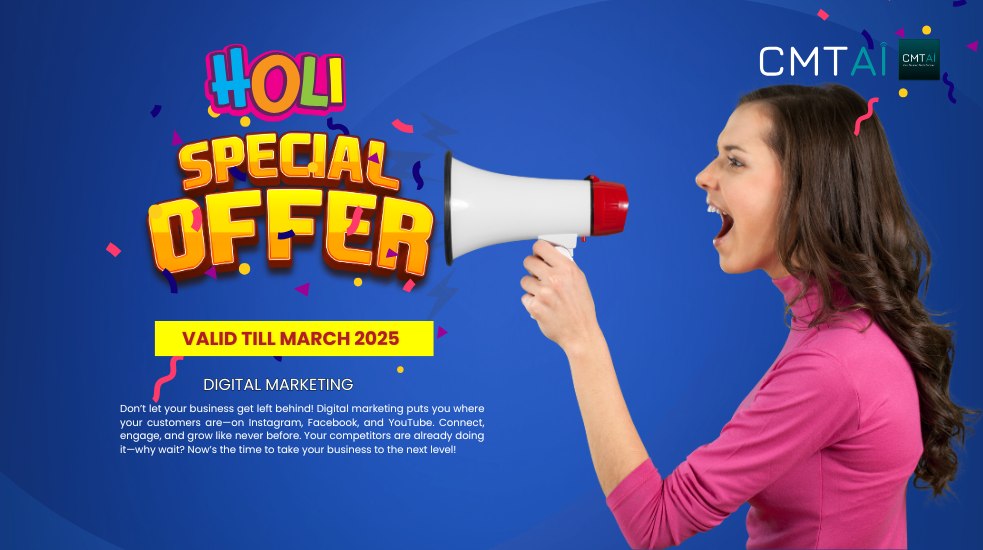 CMTAI
CMTAI
HOLI
SPECIAL
OFFER
VALID TILL MARCH 2025
DIGITAL MARKETING
Don't let your business get left behind! Digital marketing puts you where
your customers are—on Instagram, Facebook, and YouTube. Connect,
engage, and grow like never before. Your competitors are already doing
it—why wait? Now's the time to take your business to the next level!